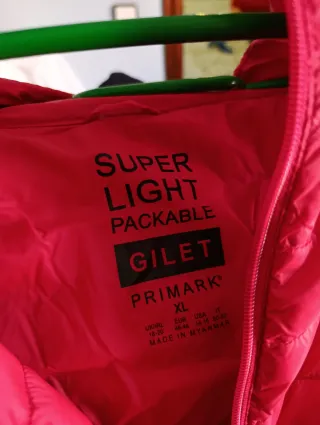 SUPER
LIGHT
PACKABLE
GILET
PRIMARK®
XL
MADE IN MYANMAR